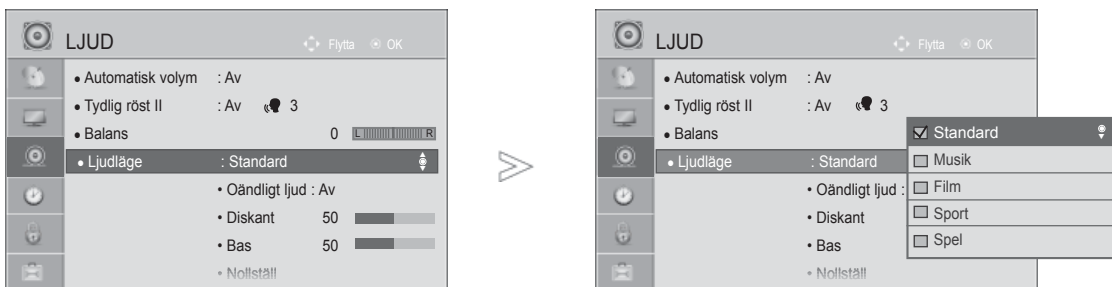 LJUD
Flytta OK
• Automatisk volym : Av
• Tydlig röst II : Av 3
• Balans 0 L R
• Ljudläge : Standard
• Oändligt ljud : Av
• Diskant 50
• Bas 50
• Nollställ
LJUD
Flytta OK
• Automatisk volym : Av
• Tydlig röst II : Av 3
• Balans
• Ljudläge : Standard
• Oändligt ljud :
• Diskant
• Bas
• Nollställ
Standard
Musik
Film
Sport
Spel